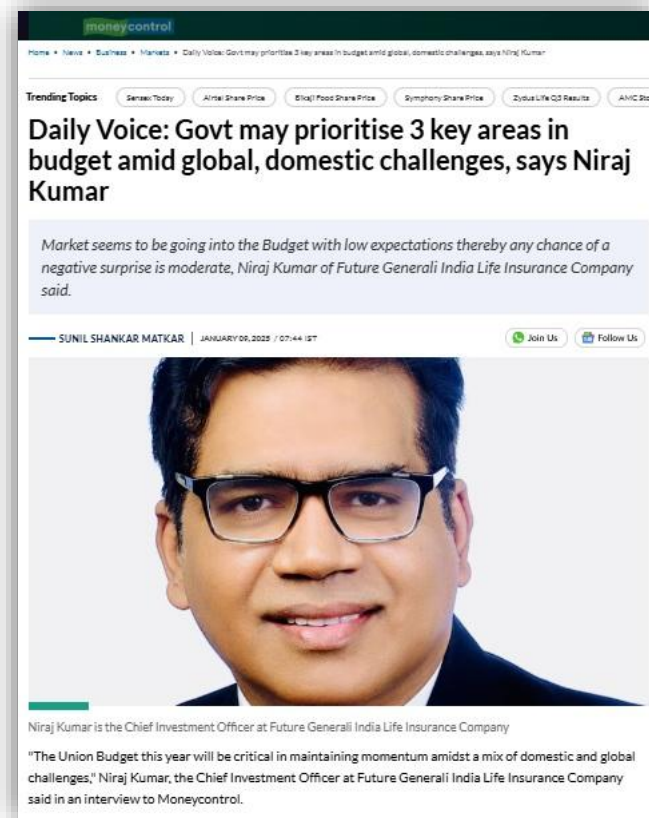 moneycontrol
Home • News • Business • Markets • Daily Voice: Govt may prioritise 3 key areas in budget amid global, domestic challenges, says Niraj Kumar
Trending Topics Sensex Today Airtel Share Price Bikaji Food Share Price Symphony Share Price Zydus Life Q3 Results AMC Sto
Daily Voice: Govt may prioritise 3 key areas in
budget amid global, domestic challenges, says Niraj
Kumar
Market seems to be going into the Budget with low expectations thereby any chance of a
negative surprise is moderate, Niraj Kumar of Future Generali India Life Insurance Company
said.
SUNIL SHANKAR MATKAR | JANUARY 09, 2025 / 07:44 IST Join Us Follow Us
Niraj Kumar is the Chief Investment Officer at Future Generali India Life Insurance Company
"The Union Budget this year will be critical in maintaining momentum amidst a mix of domestic and global
challenges," Niraj Kumar, the Chief Investment Officer at Future Generali India Life Insurance Company
said in an interview to Moneycontrol.